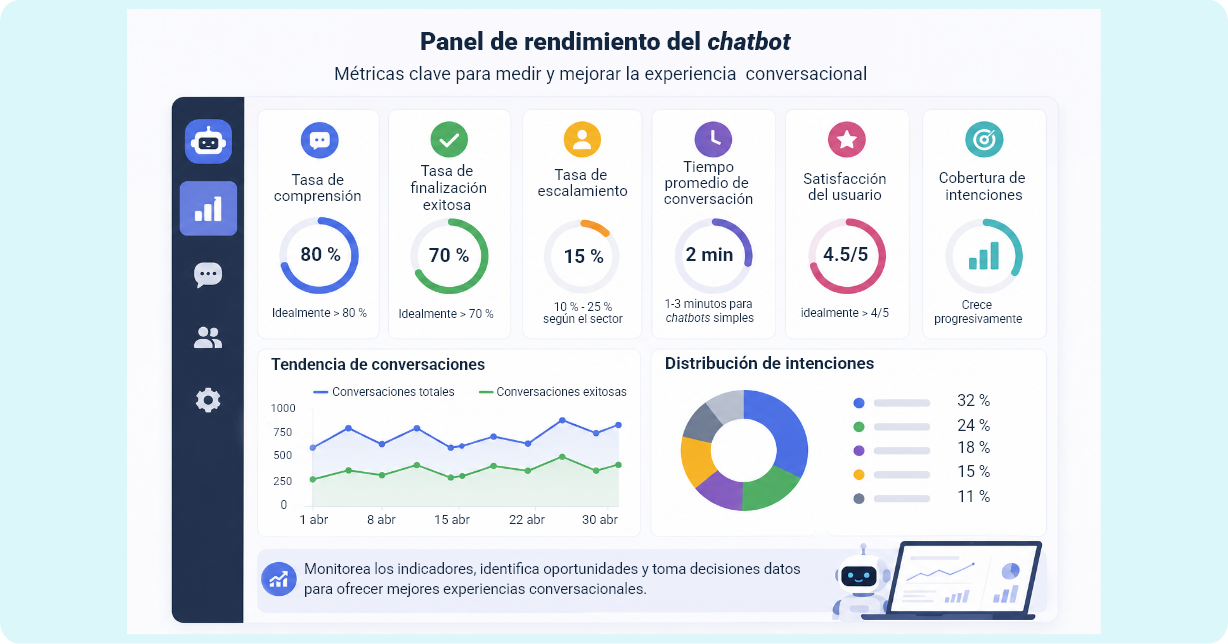 Panel de rendimiento del chatbot
Métricas clave para medir y mejorar la experiencia conversacional
Tasa de
comprensión
80 %
Idealmente > 80 %
Tasa de
finalización
exitosa
70 %
Idealmente > 70 %
Tasa de
escalamiento
15 %
10 % - 25 %
según el sector
Tiempo
promedio de
conversación
2 min
1-3 minutos para
chatbots simples
Satisfacción
del usuario
4.5/5
idealmente > 4/5
Cobertura de
intenciones
Crece
progresivamente
Tendencia de conversaciones
Conversaciones totales
Conversaciones exitosas
1000
750
500
250
0
1 abr
8 abr
15 abr
22 abr
30 abr
Distribución de intenciones
32 %
24 %
18 %
15 %
11 %
Monitorea los indicadores, identifica oportunidades y toma decisiones datos
para ofrecer mejores experiencias conversacionales.